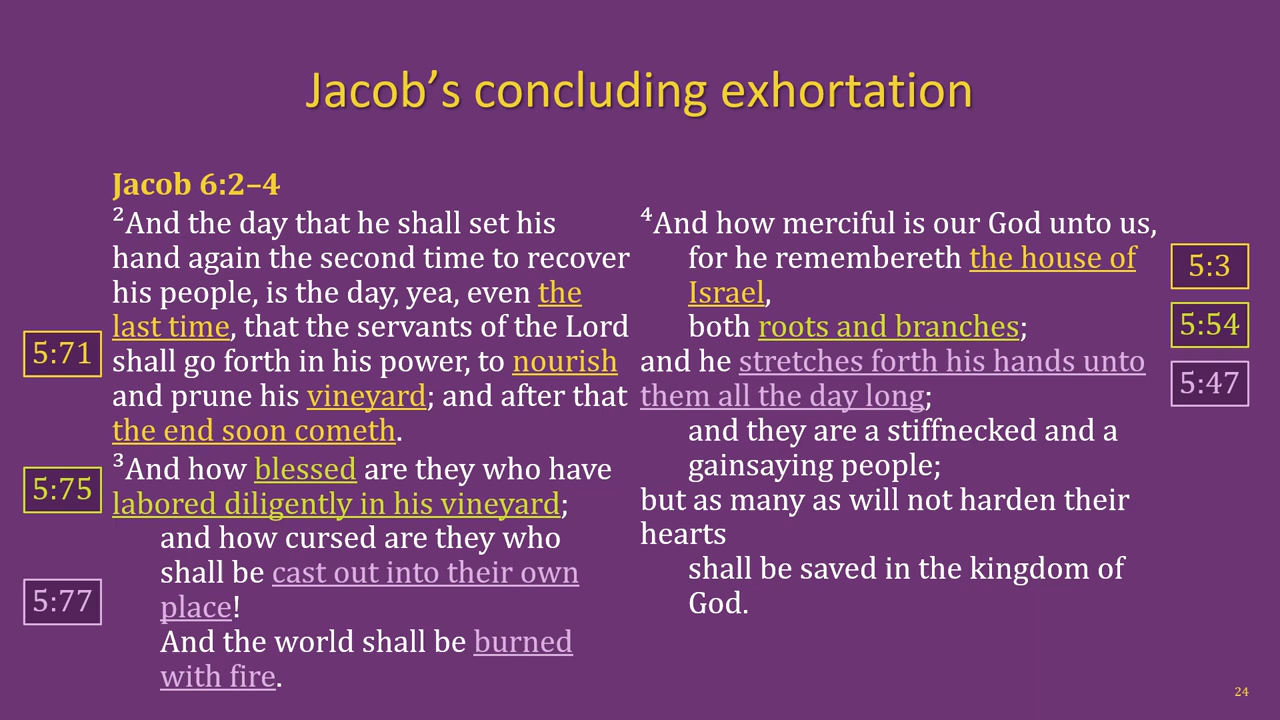 Jacob’s concluding exhortation
Jacob 6:2–4
²And the day that he shall set his
hand again the second time to recover
his people, is the day, yea, even the
last time, that the servants of the Lord
shall go forth in his power, to nourish
and prune his vineyard; and after that
the end soon cometh.
³And how blessed are they who have
labored diligently in his vineyard;
and how cursed are they who
shall be cast out into their own
place!
And the world shall be burned
with fire.
5:71
5:75
5:77
⁴And how merciful is our God unto us,
for he remembereth the house of
Israel,
both roots and branches;
and he stretches forth his hands unto
them all the day long;
and they are a stiffnecked and a
gainsaying people;
but as many as will not harden their
hearts
shall be saved in the kingdom of
God.
5:3
5:54
5:47
24